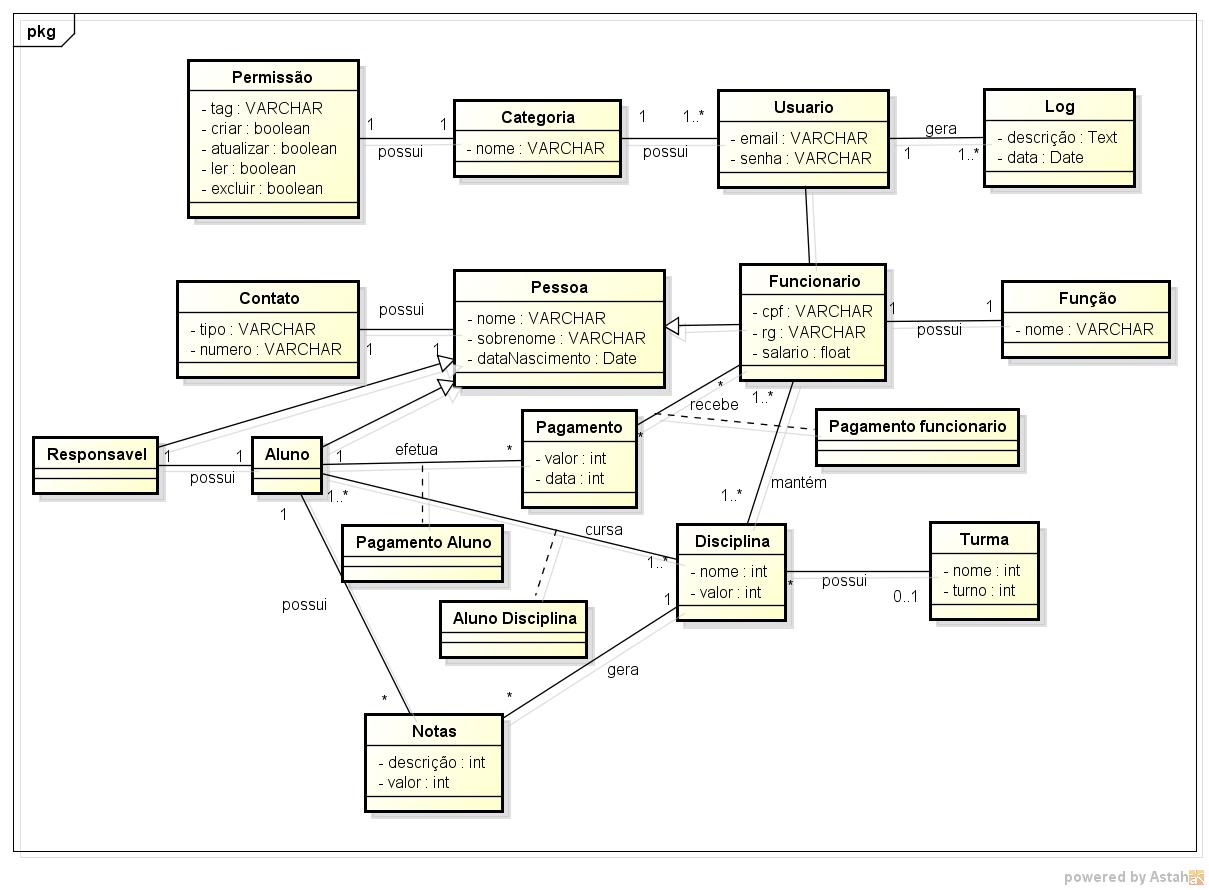 pkg
Permissão
- tag : VARCHAR
- criar : boolean
- atualizar : boolean
- ler : boolean
- excluir : boolean
1
possui
1
Categoria
- nome : VARCHAR
1
possui
1..*
Usuario
- email : VARCHAR
- senha : VARCHAR
gera
1
1..*
Log
- descrição : Text
- data : Date
Contato
- tipo : VARCHAR
- numero : VARCHAR
possui
1
1
Pessoa
- nome : VARCHAR
- sobrenome : VARCHAR
- dataNascimento : Date
Funcionario
- cpf : VARCHAR
- rg : VARCHAR
- salario : float
1
possui
1
Função
- nome : VARCHAR
Responsavel
1
possui
1
Aluno
1
efetua
*
Pagamento
- valor : int
- data : int
*
recebe
*
1..*
Pagamento funcionario
1..*
mantém
1
1..*
Pagamento Aluno
cursa
1..*
Disciplina
- nome : int
- valor : int
1
*
possui
0..1
Turma
- nome : int
- turno : int
Aluno Disciplina
possui
*
gera
*
Notas
- descrição : int
- valor : int
powered by Astah